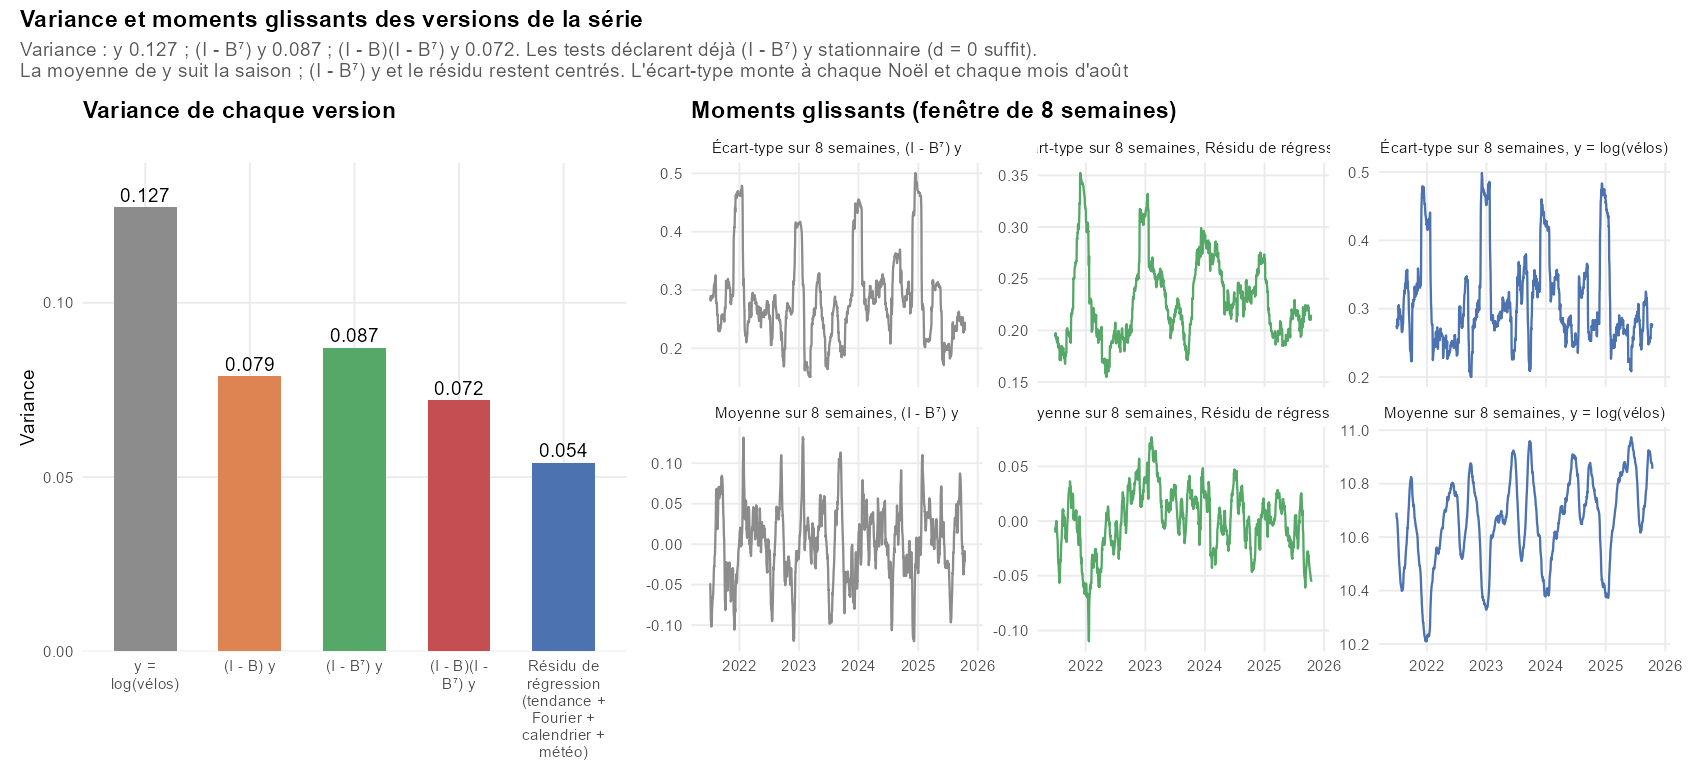 Variance et moments glissants des versions de la série
Variance : y 0.127 ; (I - B⁷) y 0.087 ; (I - B)(I - B⁷) y 0.072. Les tests déclarent déjà (I - B⁷) y stationnaire (d = 0 suffit).
La moyenne de y suit la saison ; (I - B⁷) y et le résidu restent centrés. L'écart-type monte à chaque Noël et chaque mois d'août
Variance de chaque version
Variance
0.10
0.05
0.00
0.127
0.079
0.087
0.072
0.054
y =
log(vélos)
(I - B) y
(I - B⁷) y
(I - B)(I -
B⁷) y
Résidu de
régression
(tendance +
Fourier +
calendrier +
météo)
Moments glissants (fenêtre de 8 semaines)
Écart-type sur 8 semaines, (I - B⁷) y
0.5
0.4
0.3
0.2
rt-type sur 8 semaines, Résidu de régress
0.35
0.30
0.25
0.20
0.15
Écart-type sur 8 semaines, y = log(vélos)
0.5
0.4
0.3
0.2
Moyenne sur 8 semaines, (I - B⁷) y
0.10
0.05
0.00
-0.05
-0.10
2022 2023 2024 2025 2026
yenne sur 8 semaines, Résidu de régress
0.05
0.00
-0.05
-0.10
2022 2023 2024 2025 2026
Moyenne sur 8 semaines, y = log(vélos)
11.0
10.8
10.6
10.4
10.2
2022 2023 2024 2025 2026